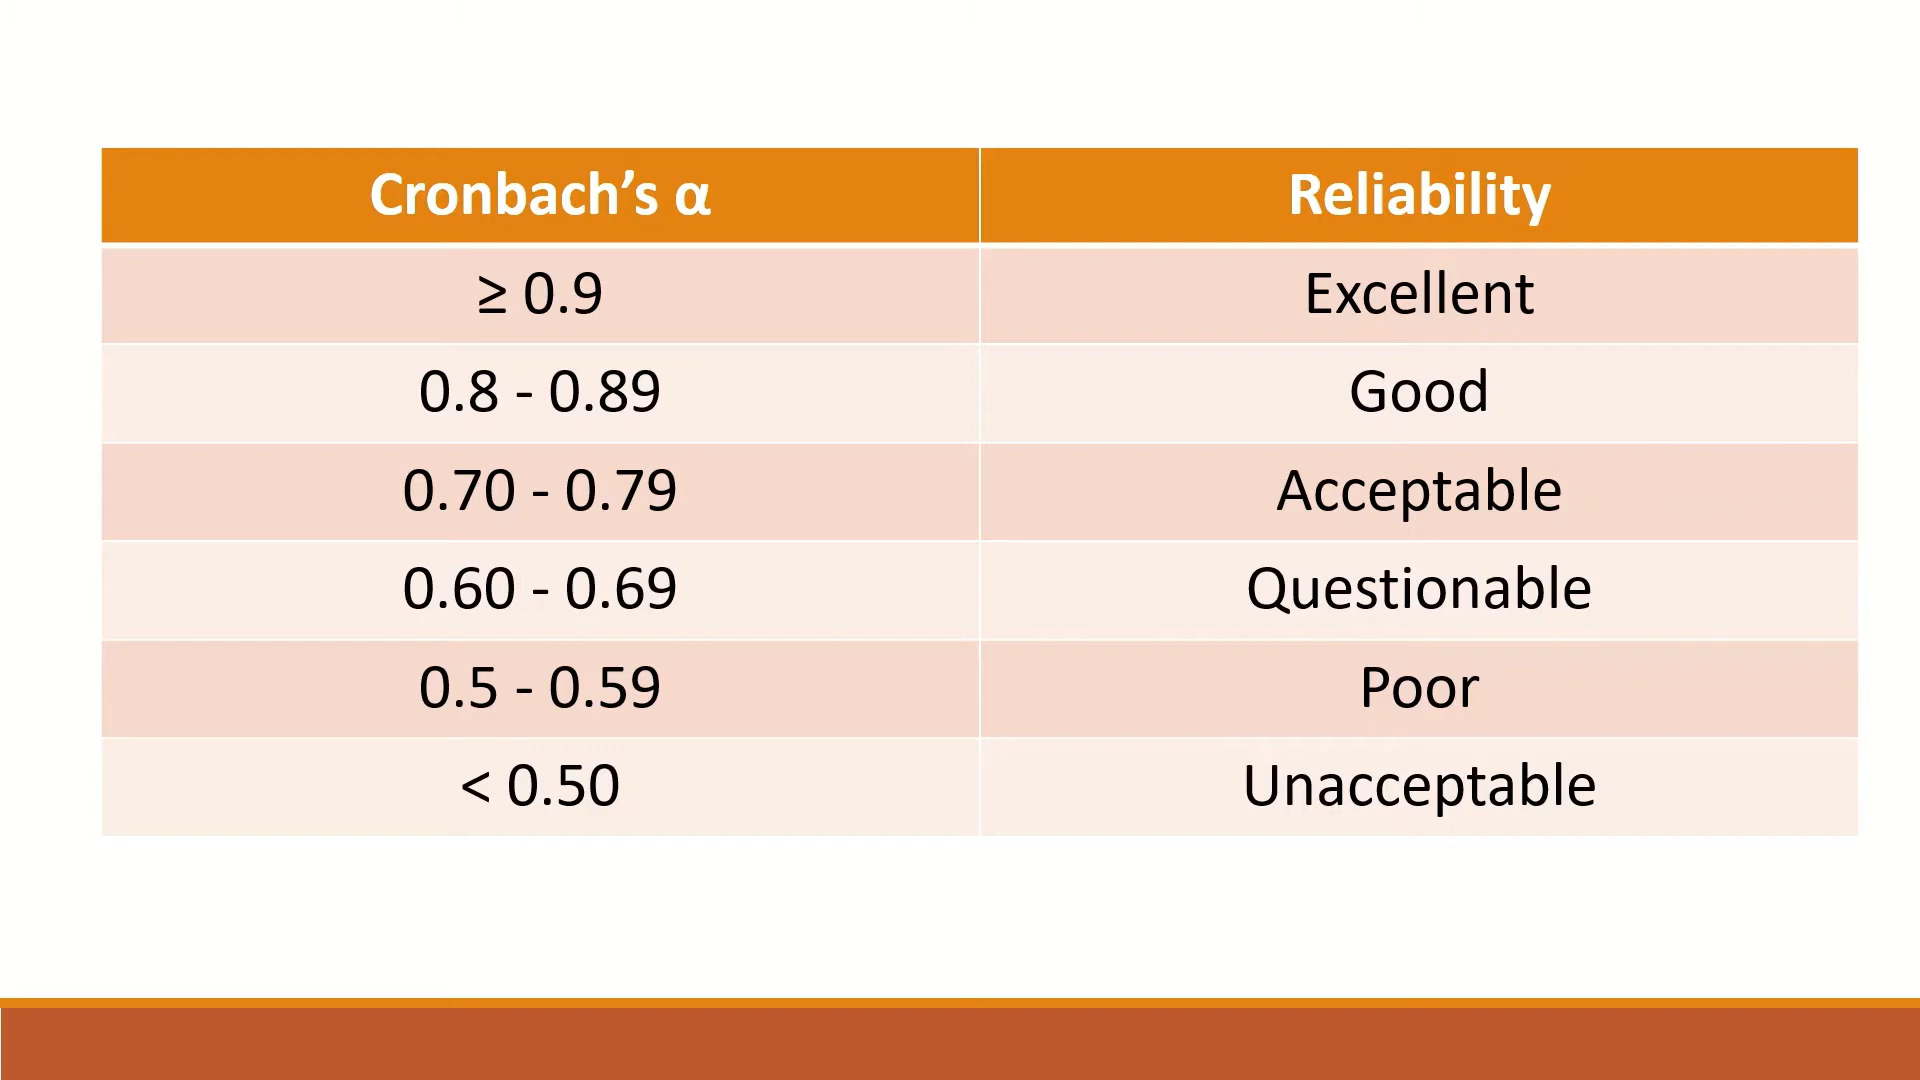 Cronbach’s α Reliability
≥ 0.9 Excellent
0.8 - 0.89 Good
0.70 - 0.79 Acceptable
0.60 - 0.69 Questionable
0.5 - 0.59 Poor
< 0.50 Unacceptable